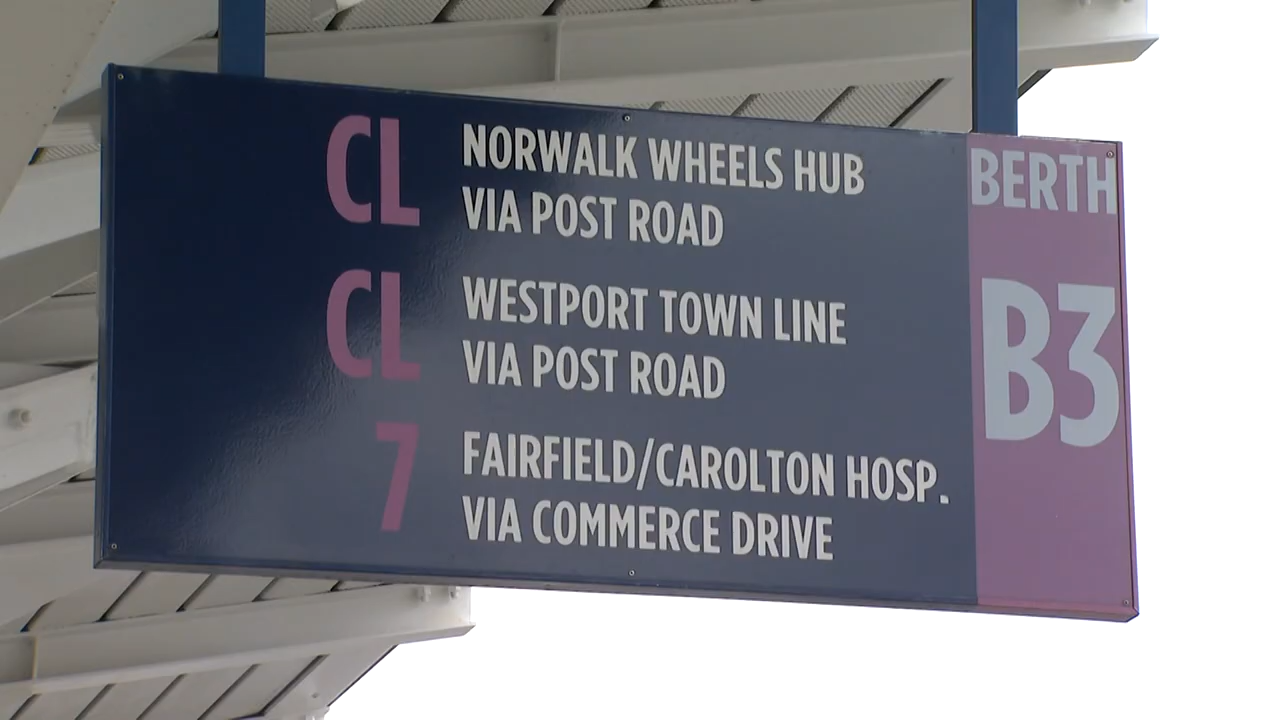 CL NORWALK WHEELS HUB
VIA POST ROAD
CL WESTPORT TOWN LINE
VIA POST ROAD
7 FAIRFIELD/CAROLTON HOSP.
VIA COMMERCE DRIVE
BERTH
B3